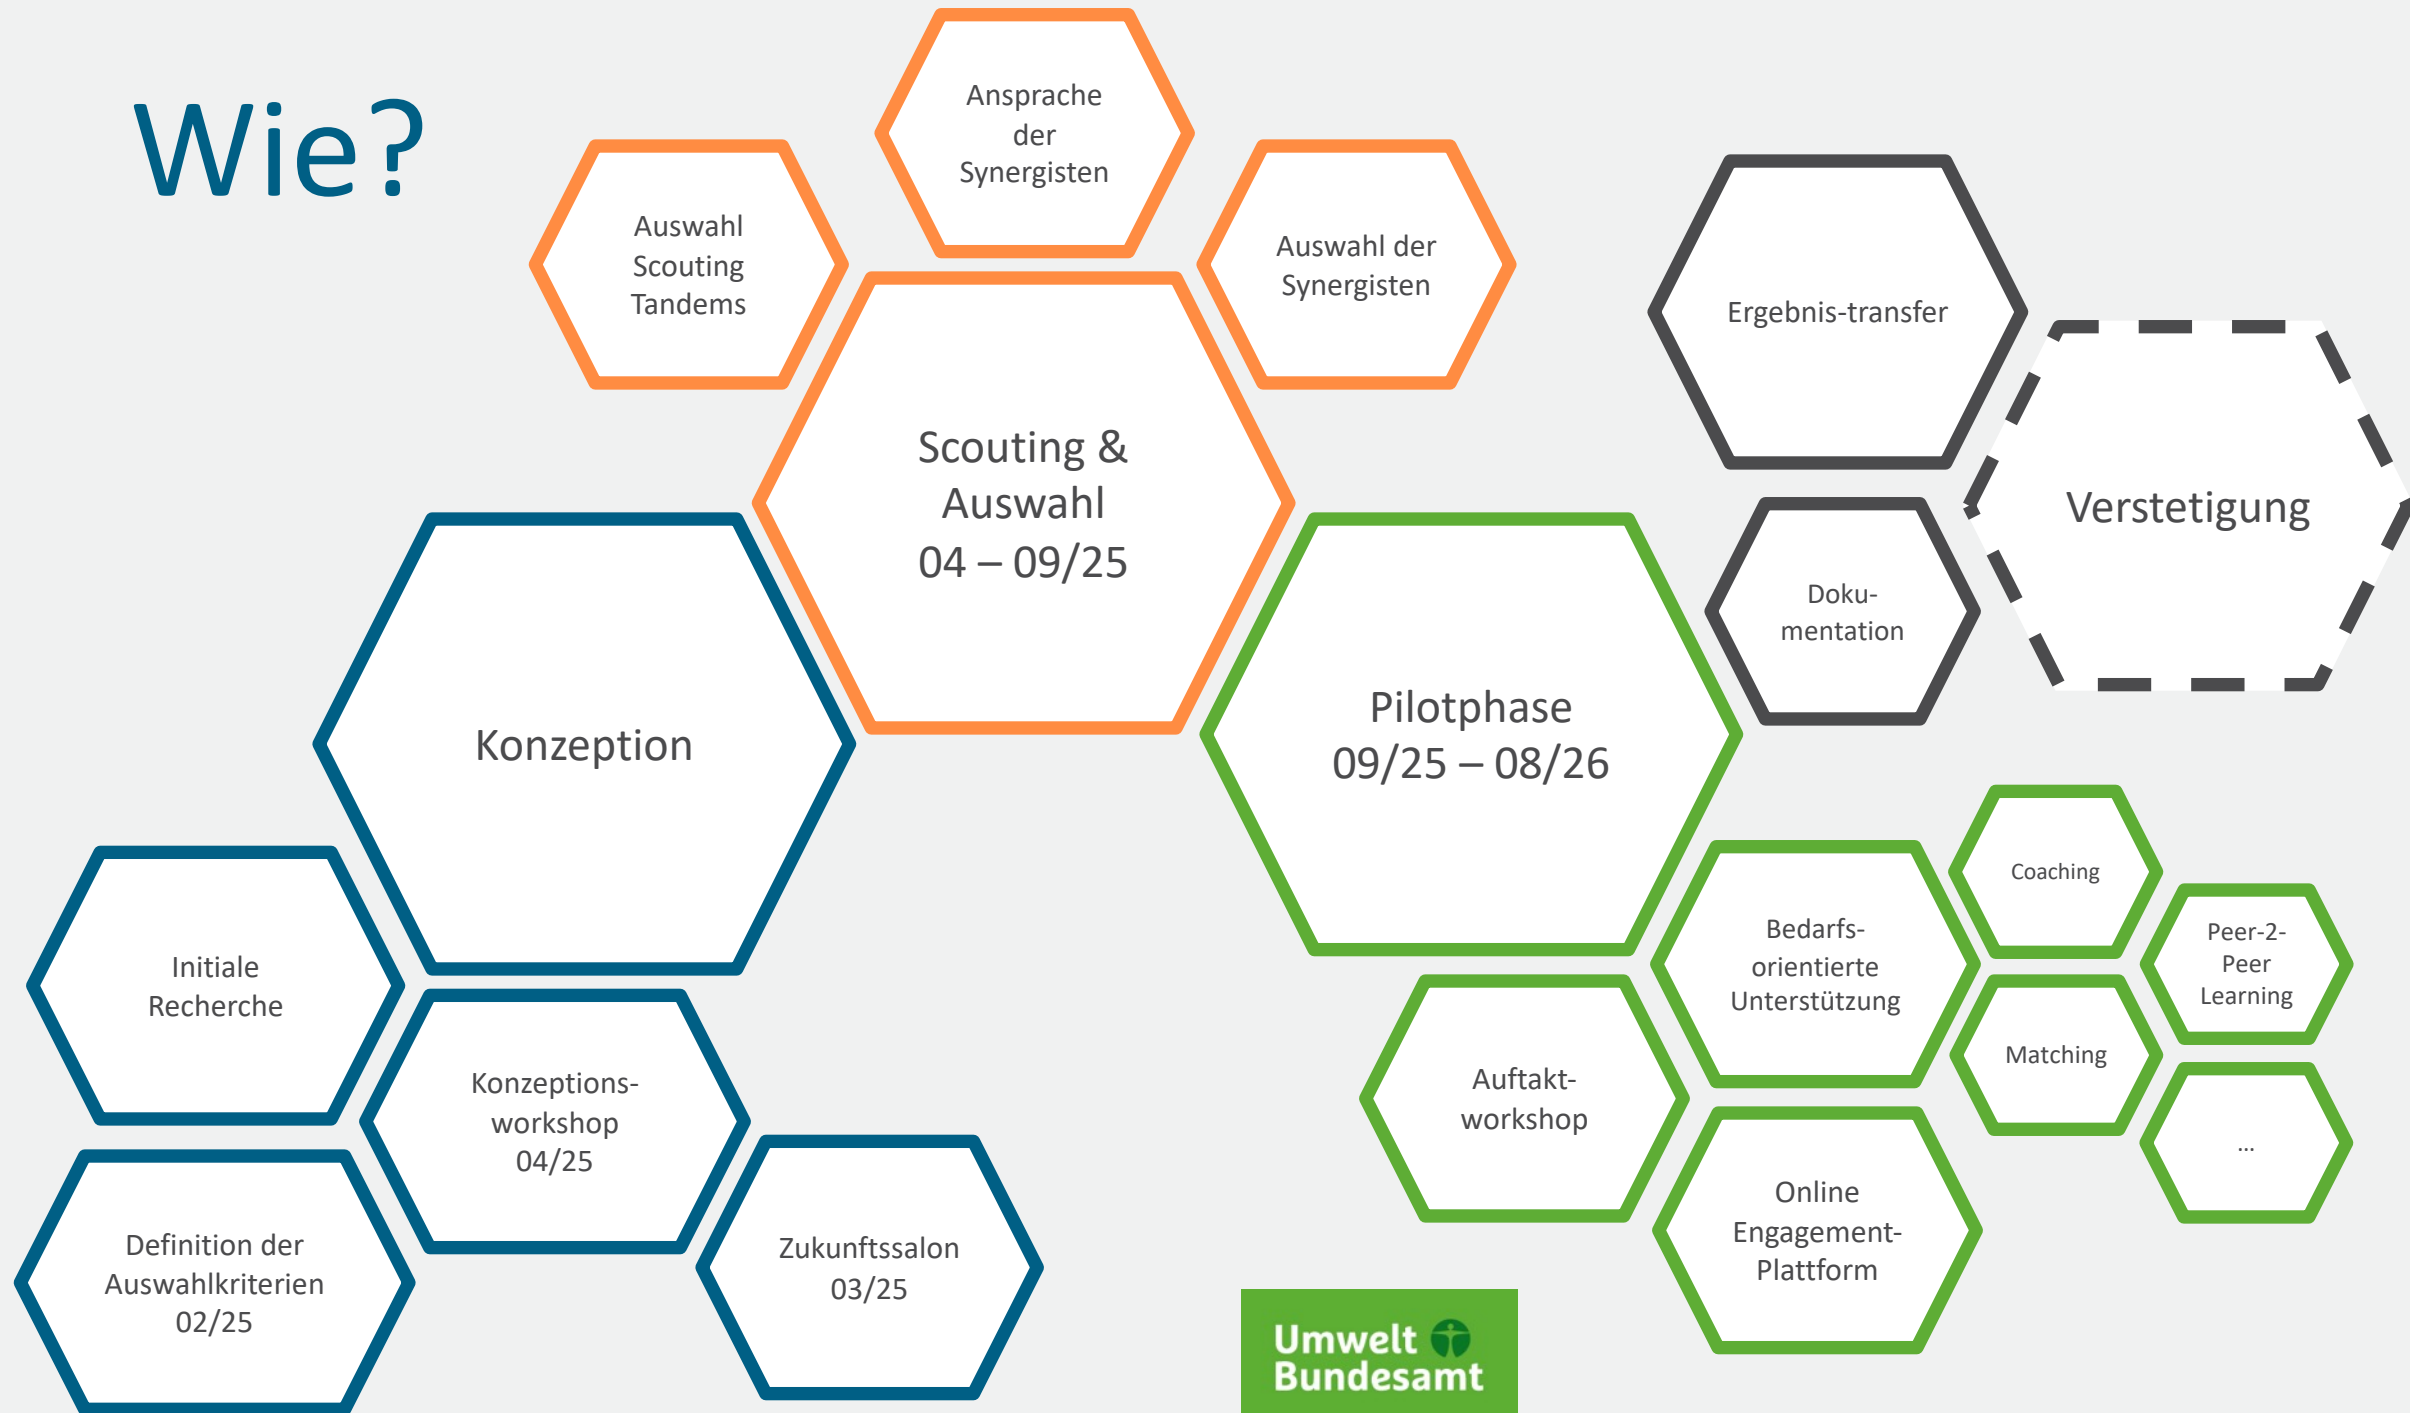 Wie?
Ansprache
der
Synergisten
Auswahl
Scouting
Tandems
Auswahl der
Synergisten
Scouting &
Auswahl
04 – 09/25
Konzeption
Initiale
Recherche
Konzeptions-
workshop
04/25
Definition der
Auswahlkriterien
02/25
Zukunftssalon
03/25
Pilotphase
09/25 – 08/26
Auftakt-
workshop
Bedarfs-
orientierte
Unterstützung
Online
Engagement-
Plattform
Coaching
Matching
Peer-2-
Peer
Learning
...
Ergebnis-transfer
Doku-
mentation
Verstetigung
Umwelt
Bundesamt